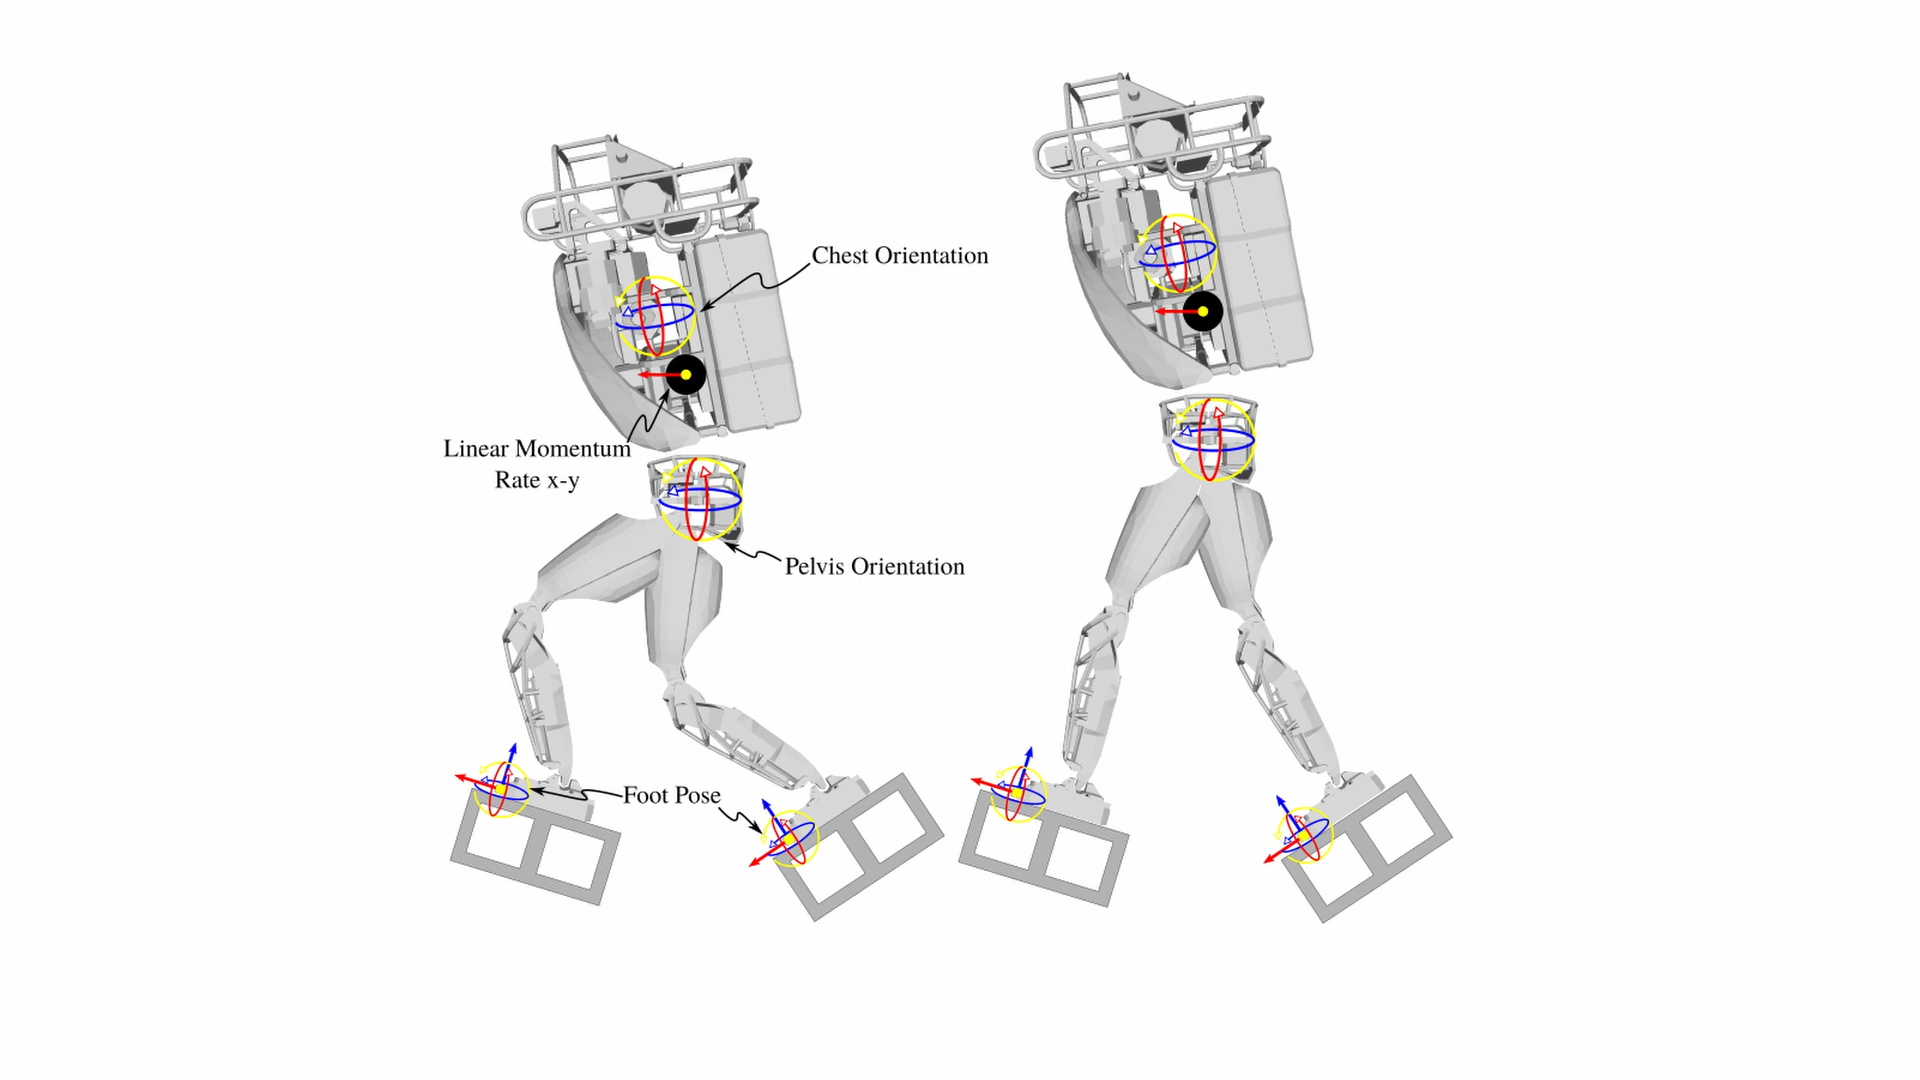 Chest Orientation
Linear Momentum
Rate x-y
Pelvis Orientation
Foot Pose